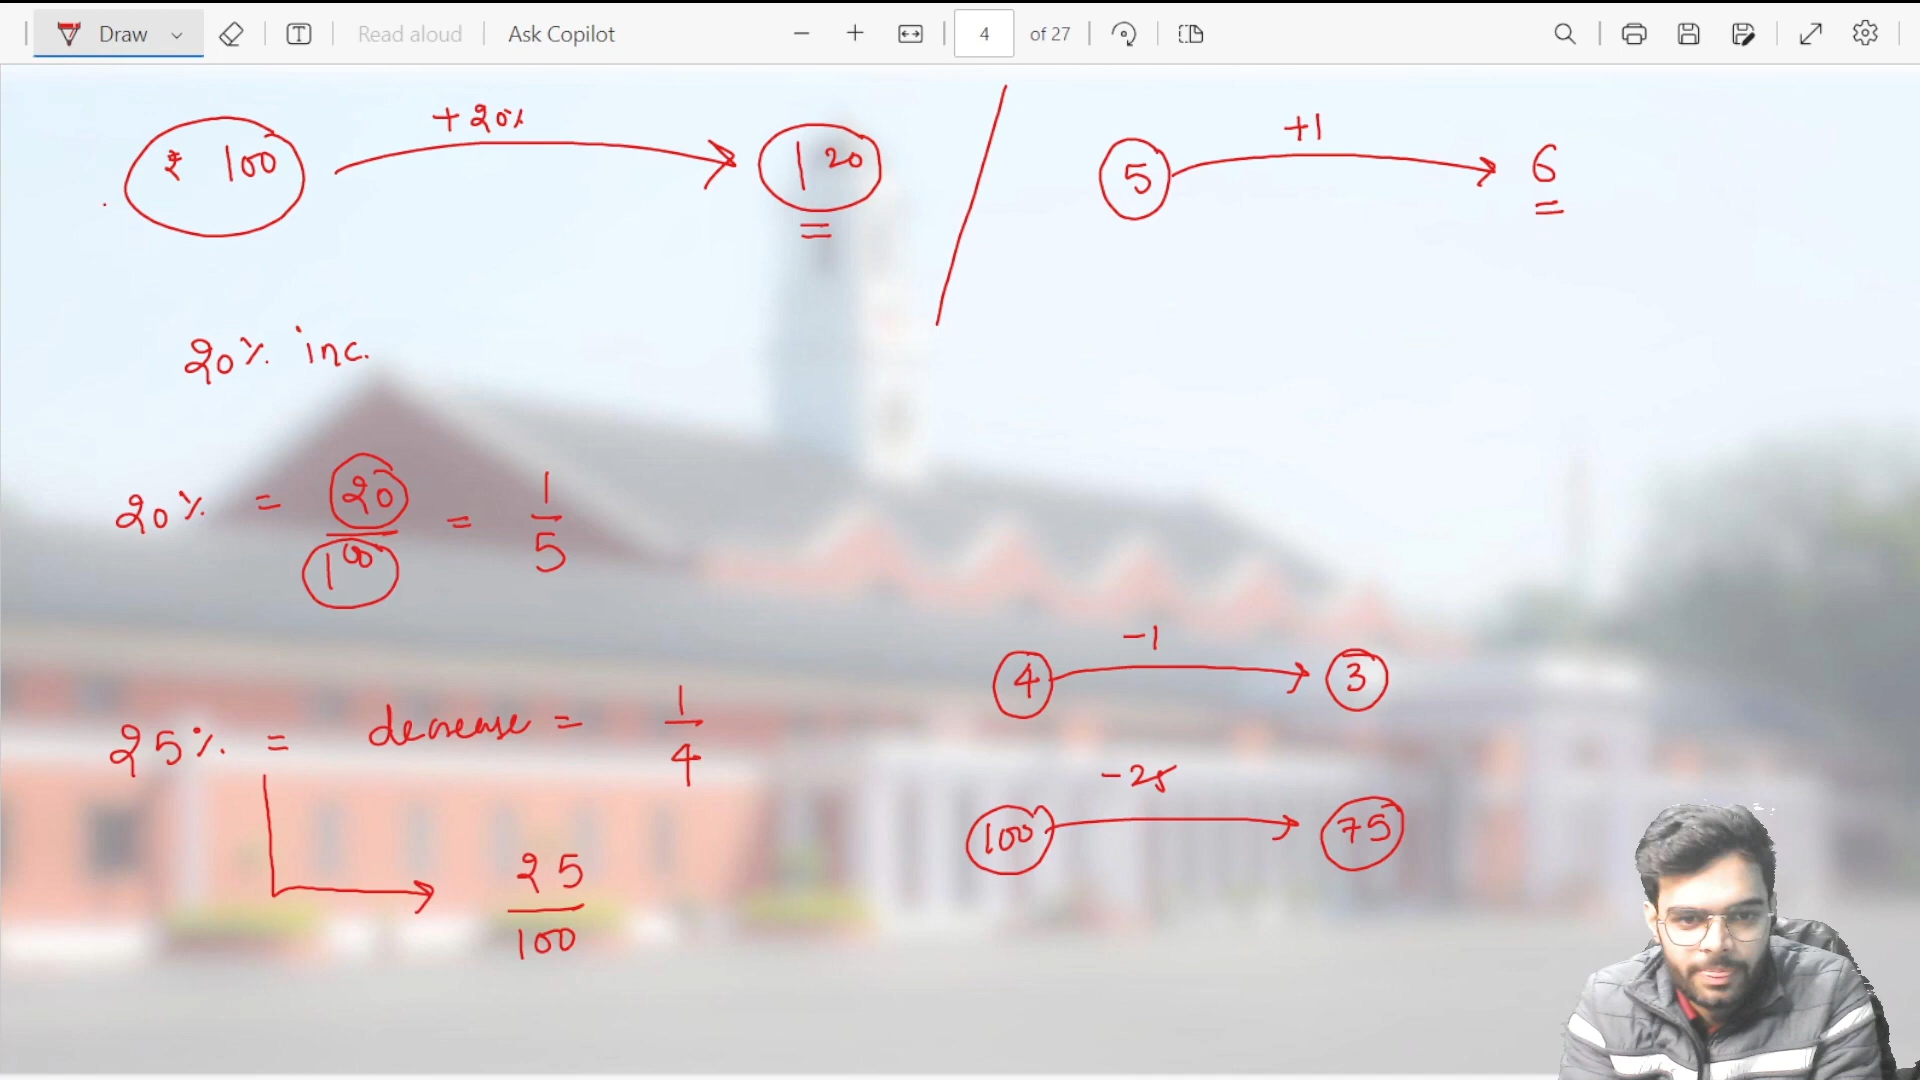 Draw Read aloud Ask Copilot 4 of 27
₹ 100 +20% 120
5 +1 6
20% inc.
20% = 20/100 = 1/5
25% = decrease = 1/4
25/100
4 -1 3
100 -25 75